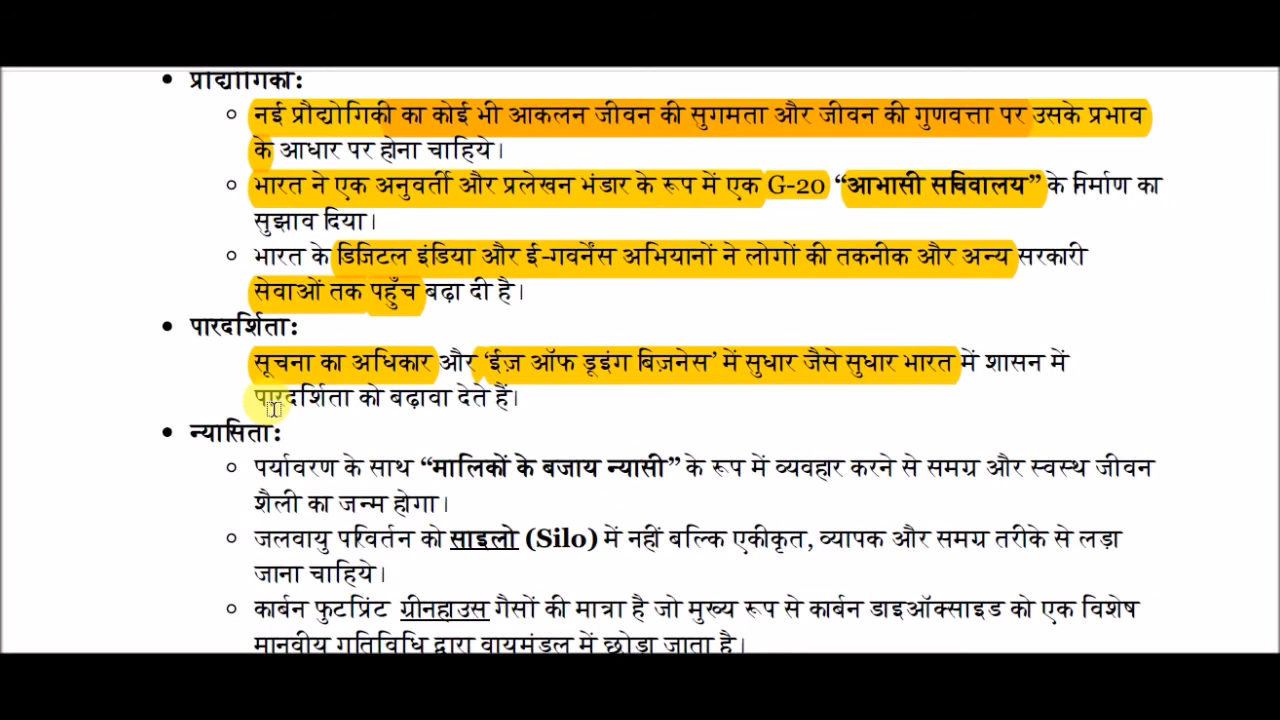 • प्रौद्योगिकी:
○ नई प्रौद्योगिकी का कोई भी आकलन जीवन की सुगमता और जीवन की गुणवत्ता पर उसके प्रभाव
के आधार पर होना चाहिये।
○ भारत ने एक अनुवर्ती और प्रलेखन भंडार के रूप में एक G-20 “आभासी सचिवालय” के निर्माण का
सुझाव दिया।
○ भारत के डिजिटल इंडिया और ई-गवर्नेंस अभियानों ने लोगों की तकनीक और अन्य सरकारी
सेवाओं तक पहुँच बढ़ा दी है।
• पारदर्शिता:
सूचना का अधिकार और ‘ईज़ ऑफ डूइंग बिज़नेस’ में सुधार जैसे सुधार भारत में शासन में
पारदर्शिता को बढ़ावा देते हैं।
• न्यासिता:
○ पर्यावरण के साथ “मालिकों के बजाय न्यासी” के रूप में व्यवहार करने से समग्र और स्वस्थ जीवन
शैली का जन्म होगा।
○ जलवायु परिवर्तन को साइलो (Silo) में नहीं बल्कि एकीकृत, व्यापक और समग्र तरीके से लड़ा
जाना चाहिये।
○ कार्बन फुटप्रिंट ग्रीनहाउस गैसों की मात्रा है जो मुख्य रूप से कार्बन डाइऑक्साइड को एक विशेष
मानवीय गतिविधि द्वारा वायुमंडल में छोड़ा जाता है।